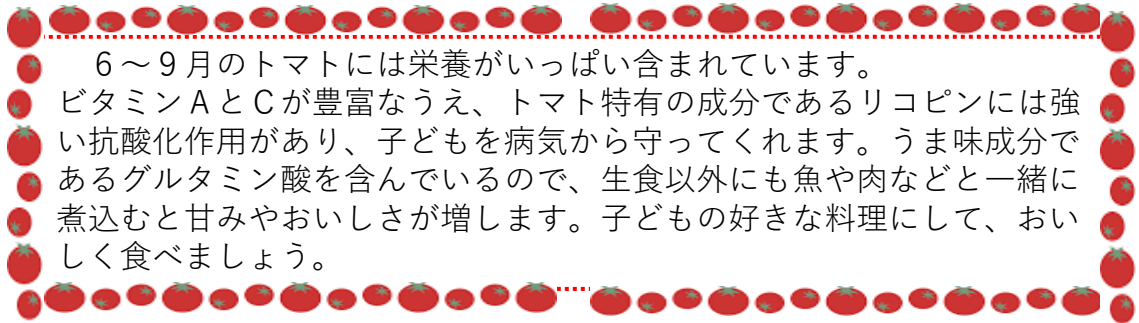 ６～９月のトマトには栄養がいっぱい含まれています。
ビタミンＡとＣが豊富なうえ、トマト特有の成分であるリコピンには強
い抗酸化作用があり、子どもを病気から守ってくれます。うま味成分で
あるグルタミン酸を含んでいるので、生食以外にも魚や肉などと一緒に
煮込むと甘みやおいしさが増します。子どもの好きな料理にして、おい
しく食べましょう。